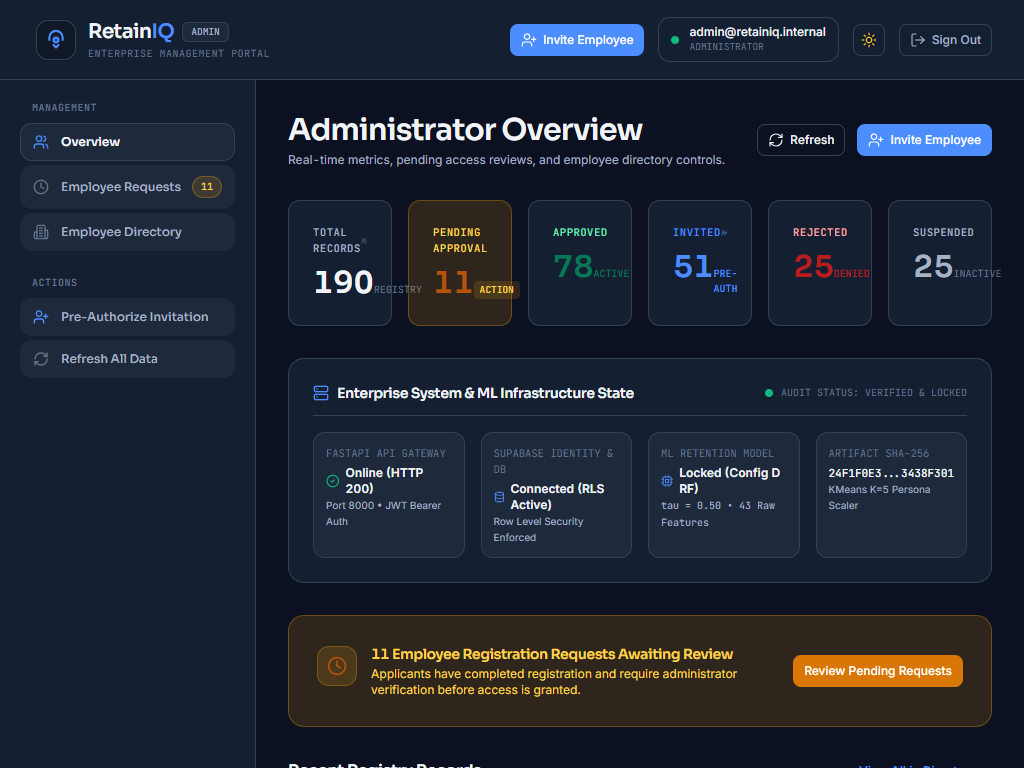 RetainIQ ADMIN
ENTERPRISE MANAGEMENT PORTAL
Invite Employee
admin@retainiq.internal
ADMINISTRATOR
Sign Out
MANAGEMENT
Overview
Employee Requests 11
Employee Directory
ACTIONS
Pre-Authorize Invitation
Refresh All Data
Administrator Overview
Real-time metrics, pending access reviews, and employee directory controls.
Refresh
Invite Employee
TOTAL
RECORDS
190 REGISTRY
PENDING
APPROVAL
11 ACTION
APPROVED
78 ACTIVE
INVITED
51 PRE-
AUTH
REJECTED
25 DENIED
SUSPENDED
25 INACTIVE
Enterprise System & ML Infrastructure State
AUDIT STATUS: VERIFIED & LOCKED
FASTAPI API GATEWAY
Online (HTTP
200)
Port 8000 • JWT Bearer
Auth
SUPABASE IDENTITY &
DB
Connected (RLS
Active)
Row Level Security
Enforced
ML RETENTION MODEL
Locked (Config D
RF)
tau = 0.50 • 43 Raw
Features
ARTIFACT SHA-256
24F1F0E3...3438F301
KMeans K=5 Persona
Scaler
11 Employee Registration Requests Awaiting Review
Applicants have completed registration and require administrator
verification before access is granted.
Review Pending Requests
Recent Registry Records